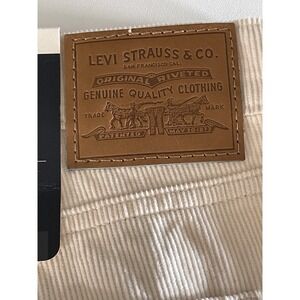 LEVI STRAUSS & CO.
SAN FRANCISCO CAL.
ORIGINAL RIVETED
GENUINE QUALITY CLOTHING
TRADE MARK
PATENTED MAY 20 1873